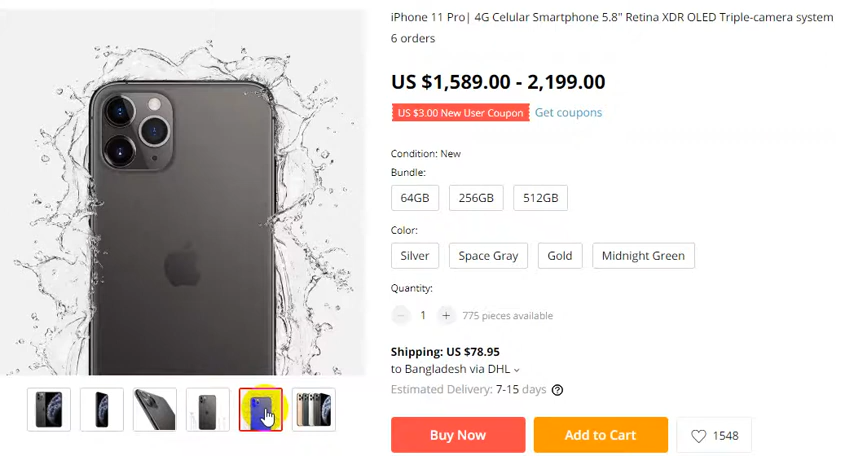 iPhone 11 Pro| 4G Celular Smartphone 5.8" Retina XDR OLED Triple-camera system
6 orders
US $1,589.00 - 2,199.00
US $3.00 New User Coupon Get coupons
Condition: New
Bundle:
64GB 256GB 512GB
Color:
Silver Space Gray Gold Midnight Green
Quantity:
− 1 + 775 pieces available
Shipping: US $78.95
to Bangladesh via DHL
Estimated Delivery: 7-15 days ?
Buy Now Add to Cart 1548